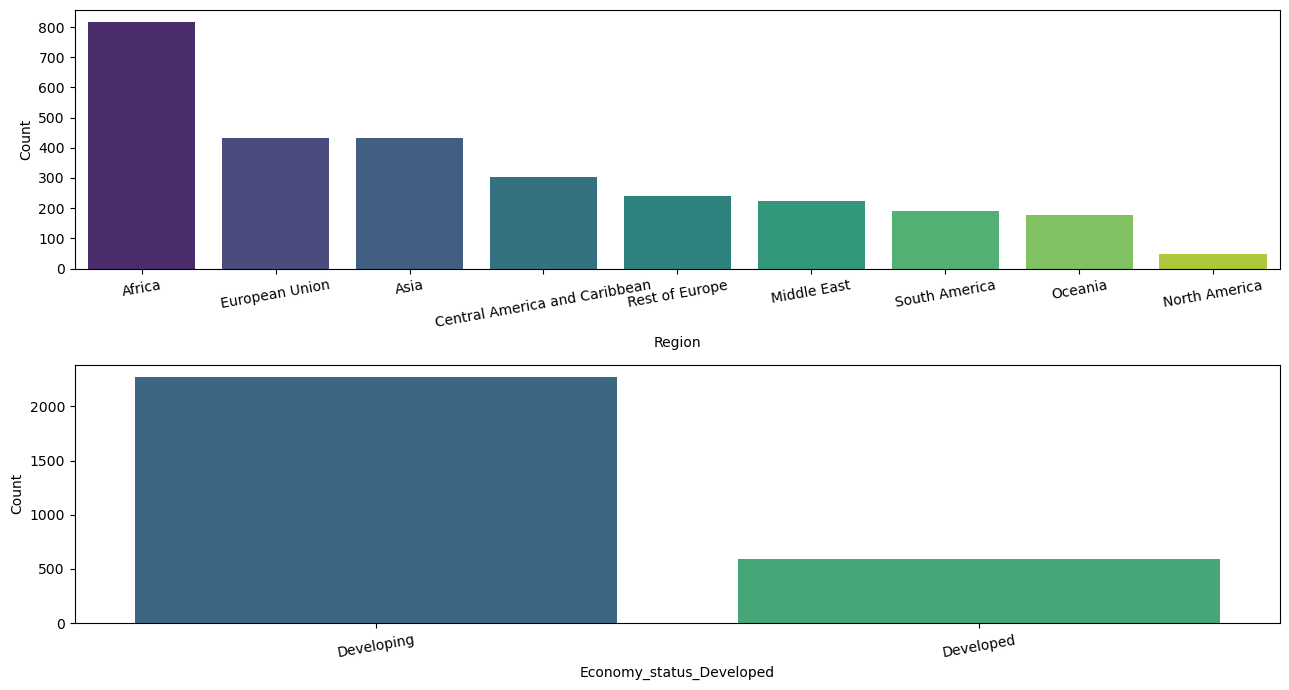 800
700
600
500
400
300
200
100
0
Count
Africa
European Union
Asia
Central America and Caribbean
Rest of Europe
Middle East
South America
Oceania
North America
Region
2000
1500
1000
500
0
Count
Developing
Developed
Economy_status_Developed